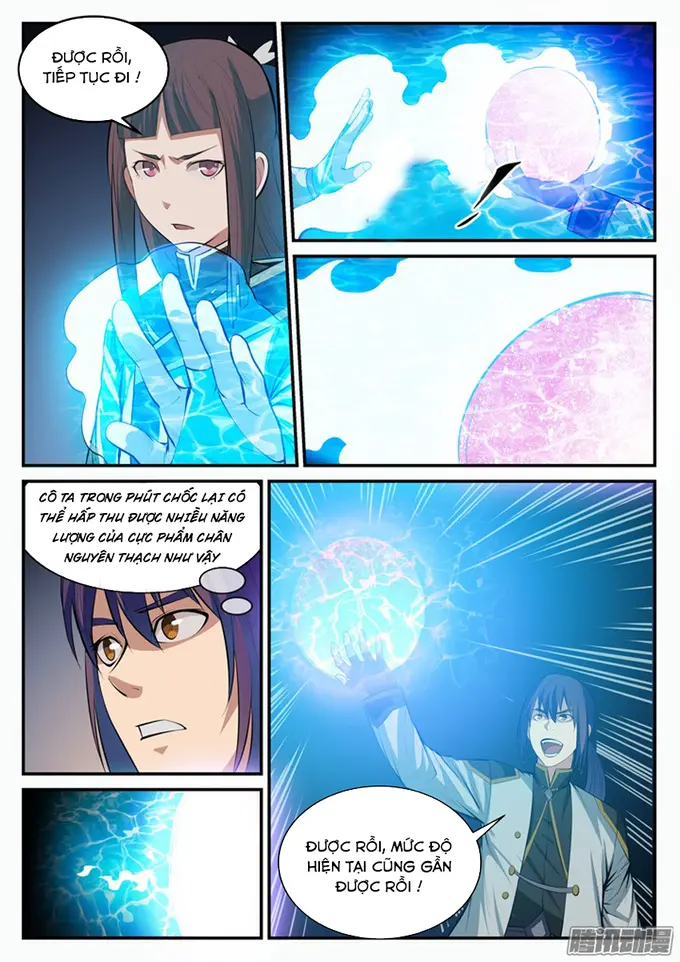 ĐƯỢC RỒI,
TIẾP TỤC ĐI !
CÔ TA TRONG PHÚT CHỐC LẠI CÓ
THỂ HẤP THU ĐƯỢC NHIỀU NĂNG
LƯỢNG CỦA CỰC PHẨM CHÂN
NGUYÊN THẠCH NHƯ VẬY
ĐƯỢC RỒI, MỨC ĐỘ
HIỆN TẠI CŨNG GẦN
ĐƯỢC RỒI !
腾讯动漫